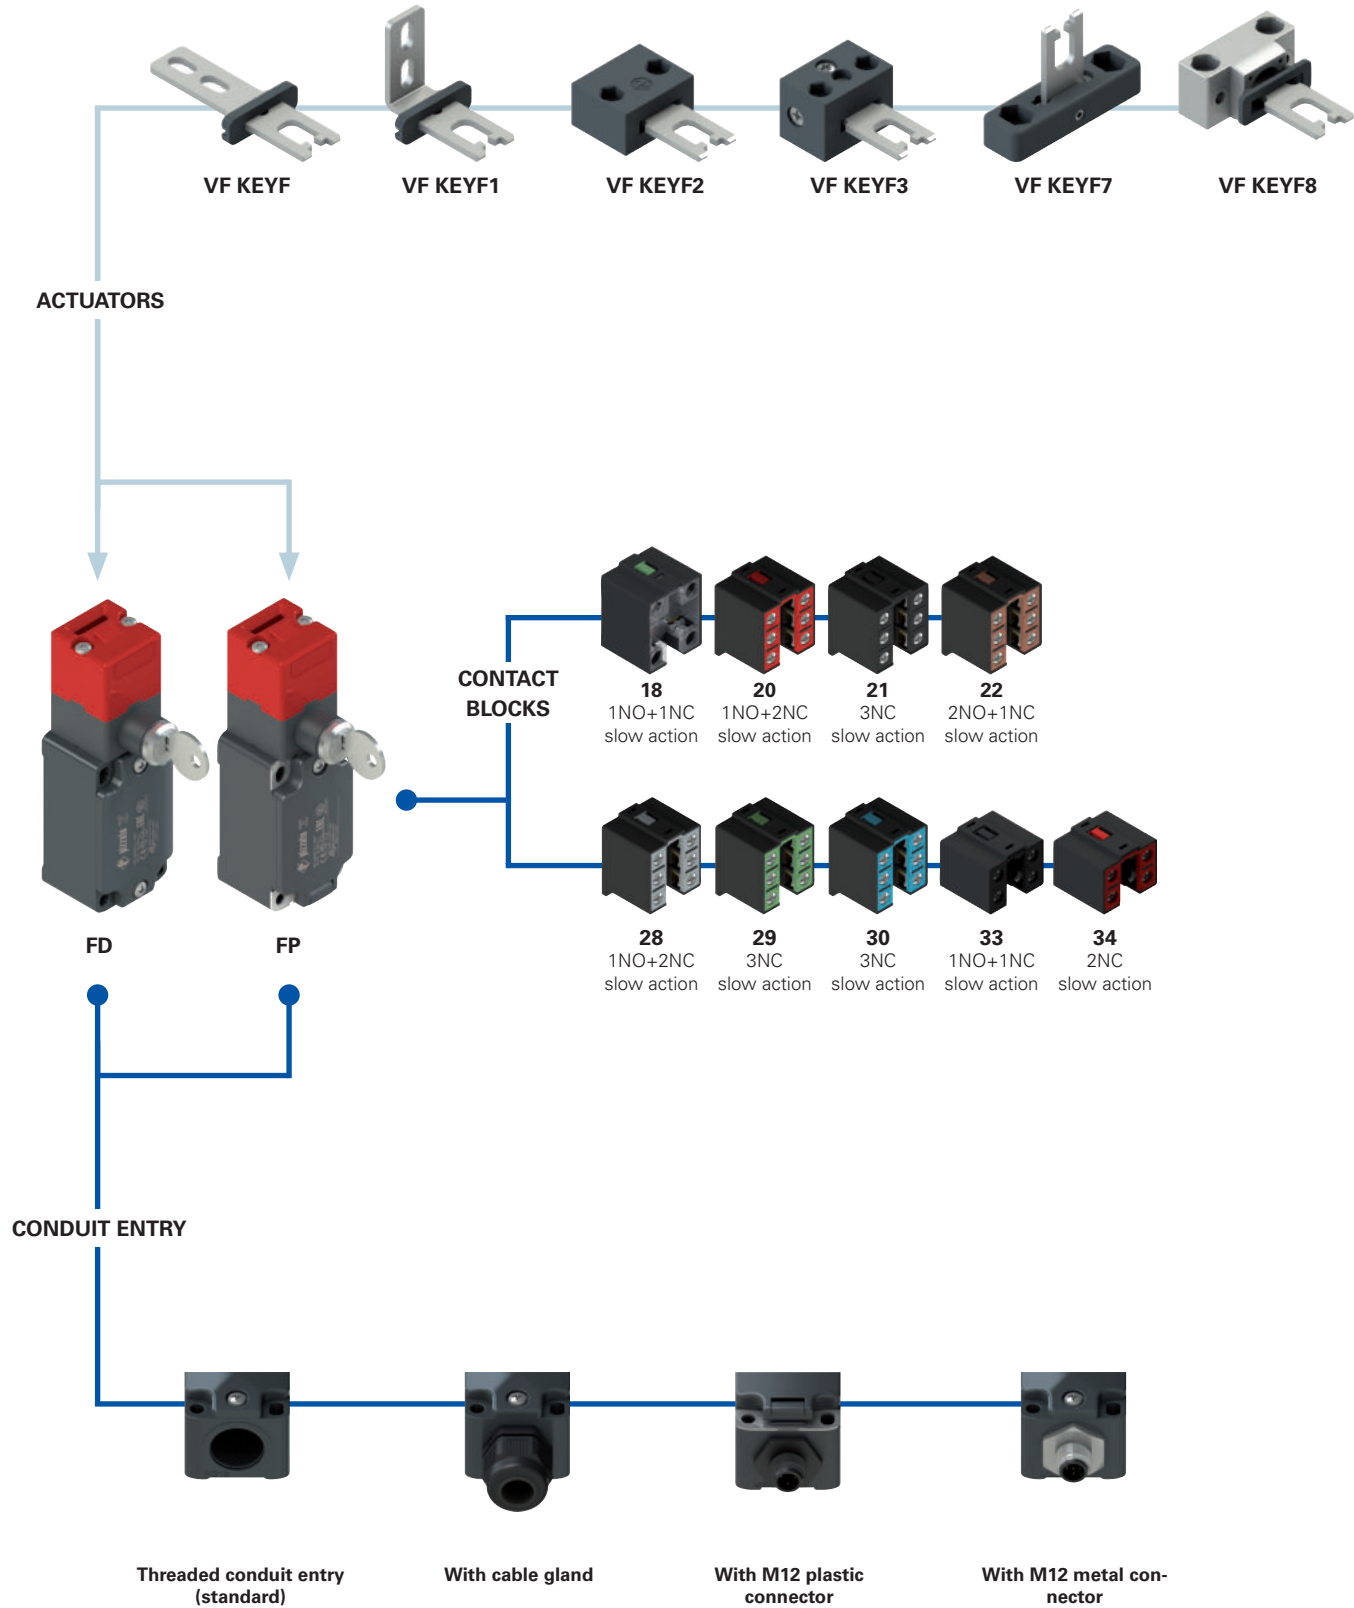 VF KEYF
VF KEYF1
VF KEYF2
VF KEYF3
VF KEYF7
VF KEYF8
ACTUATORS
CONTACT
BLOCKS
18
1NO+1NC
slow action
20
1NO+2NC
slow action
21
3NC
slow action
22
2NO+1NC
slow action
28
1NO+2NC
slow action
29
3NC
slow action
30
3NC
slow action
33
1NO+1NC
slow action
34
2NC
slow action
pizzato
pizzato
FD
FP
CONDUIT ENTRY
Threaded conduit entry
(standard)
With cable gland
With M12 plastic
connector
With M12 metal con-
nector